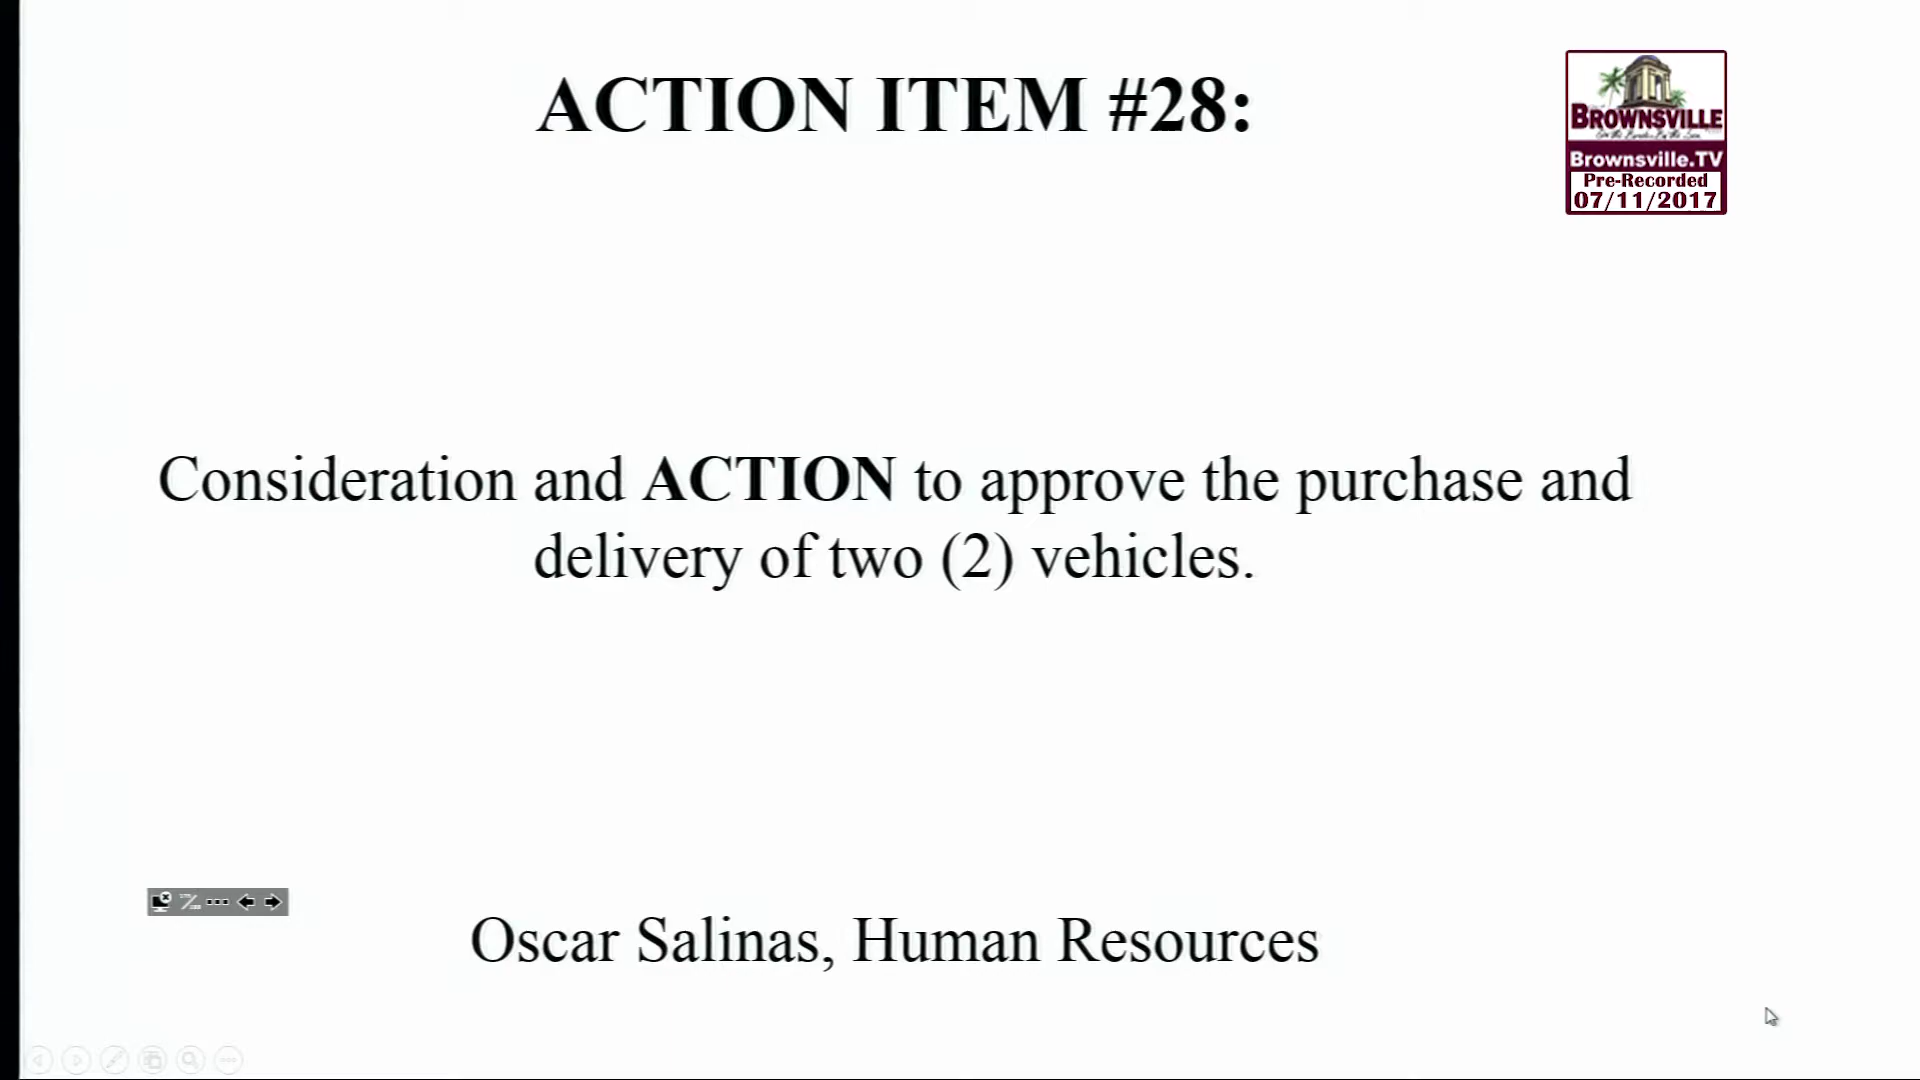 ACTION ITEM #28:
BROWNSVILLE
Brownsville.TV
Pre-Recorded
07/11/2017
Consideration and ACTION to approve the purchase and
delivery of two (2) vehicles.
Oscar Salinas, Human Resources